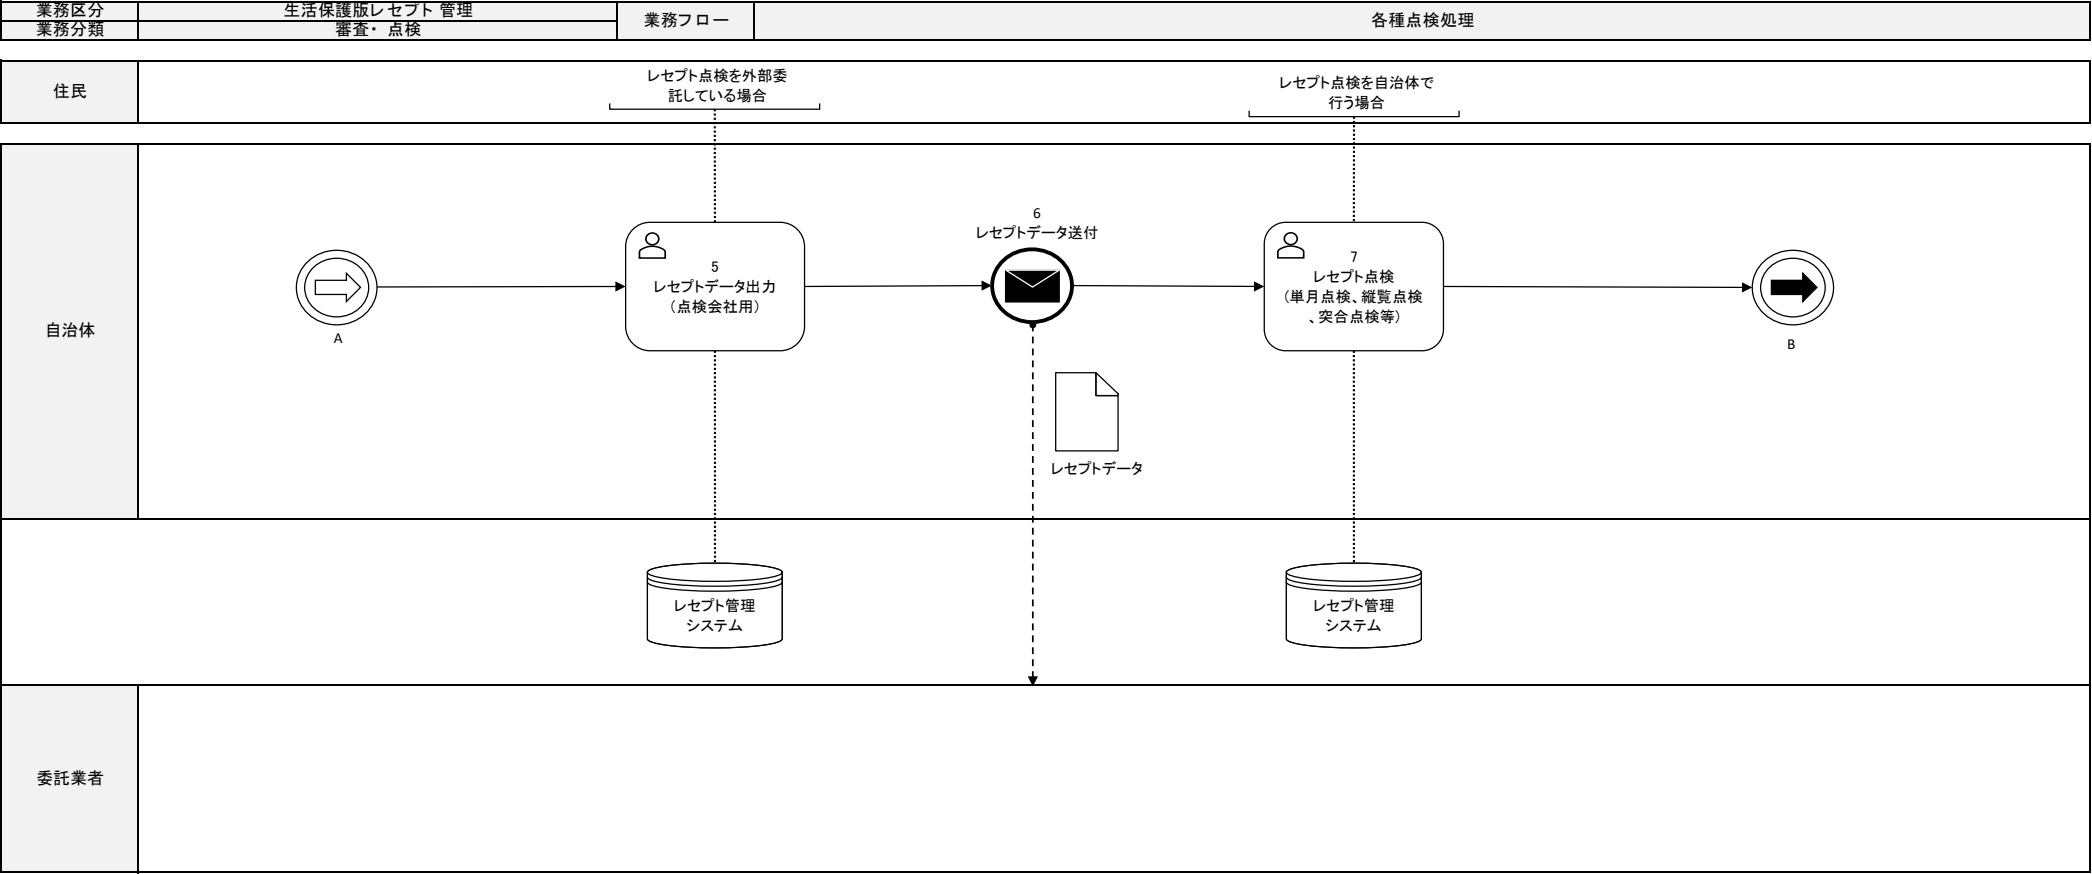 業務区分
生活保護版レセプト管理
業務フロー
各種点検処理
業務分類
審査・点検
住民
レセプト点検を外部委
託している場合
レセプト点検を自治体で
行う場合
自治体
A
5
レセプトデータ出力
(点検会社用)
6
レセプトデータ送付
レセプトデータ
7
レセプト点検
(単月点検、縦覧点検
、突合点検等)
B
レセプト管理
システム
レセプト管理
システム
委託業者